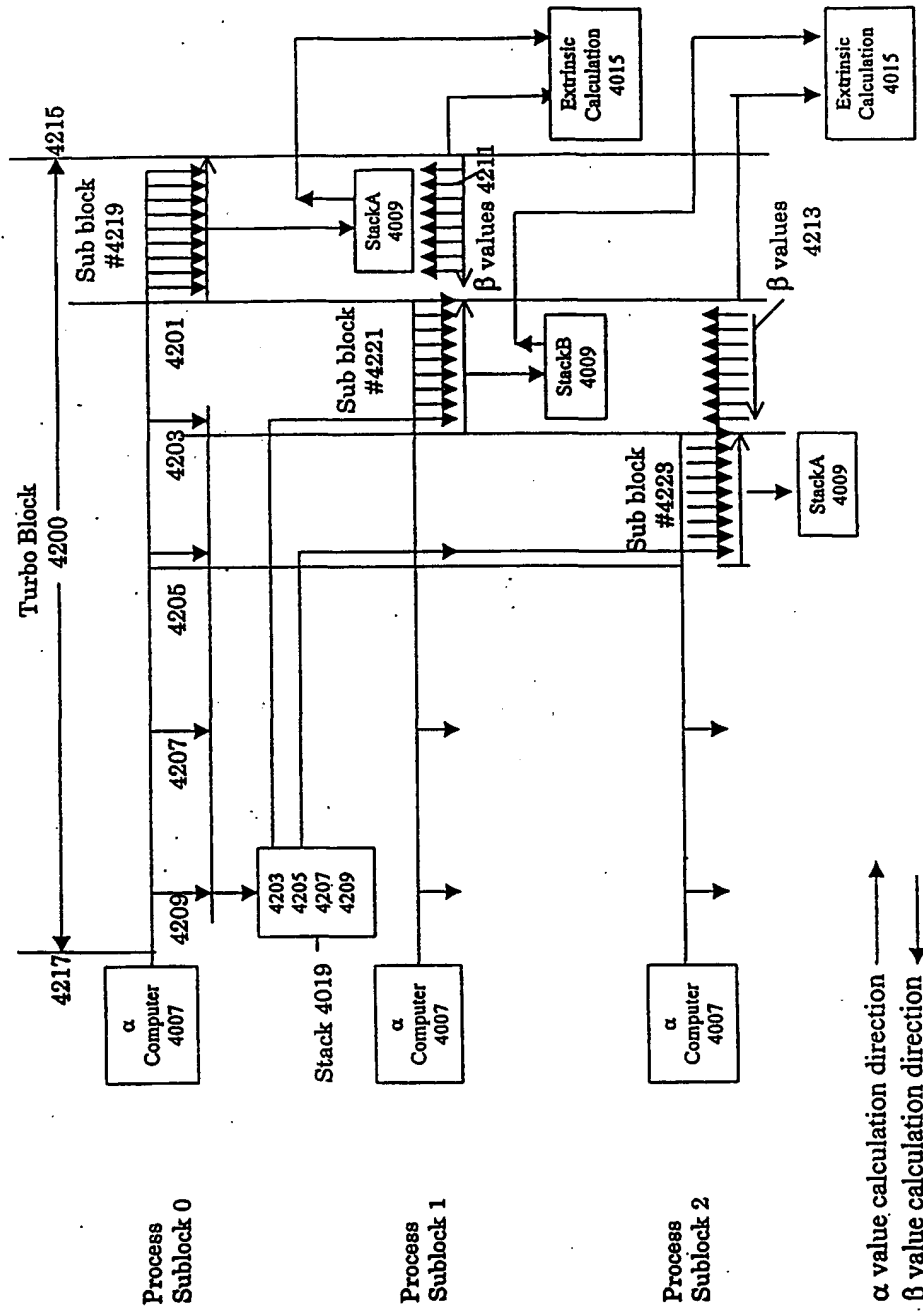 Turbo Block
4200
4217
4215
Process
Sublock 0
α
Computer
4007
4209
4207
4205
4203
4201
Sub block
#4219
Stack 4019
4203
4205
4207
4209
StackA
4009
β values 4211
Extrinsic
Calculation
4015
Process
Sublock 1
α
Computer
4007
Sub block
#4221
StackB
4009
β values
4213
Extrinsic
Calculation
4015
Process
Sublock 2
α
Computer
4007
Sub block
#4223
StackA
4009
α value calculation direction
β value calculation direction